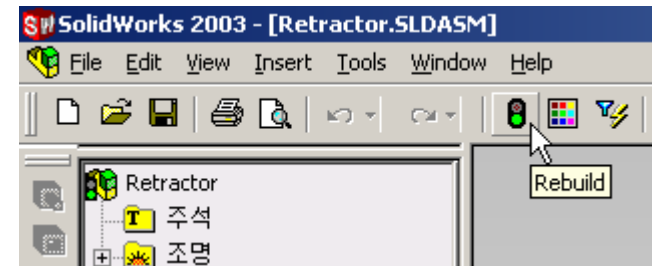 SolidWorks 2003 - [Retractor.SLDASM]
File Edit View Insert Tools Window Help
Rebuild
Retractor
T 주석
조명